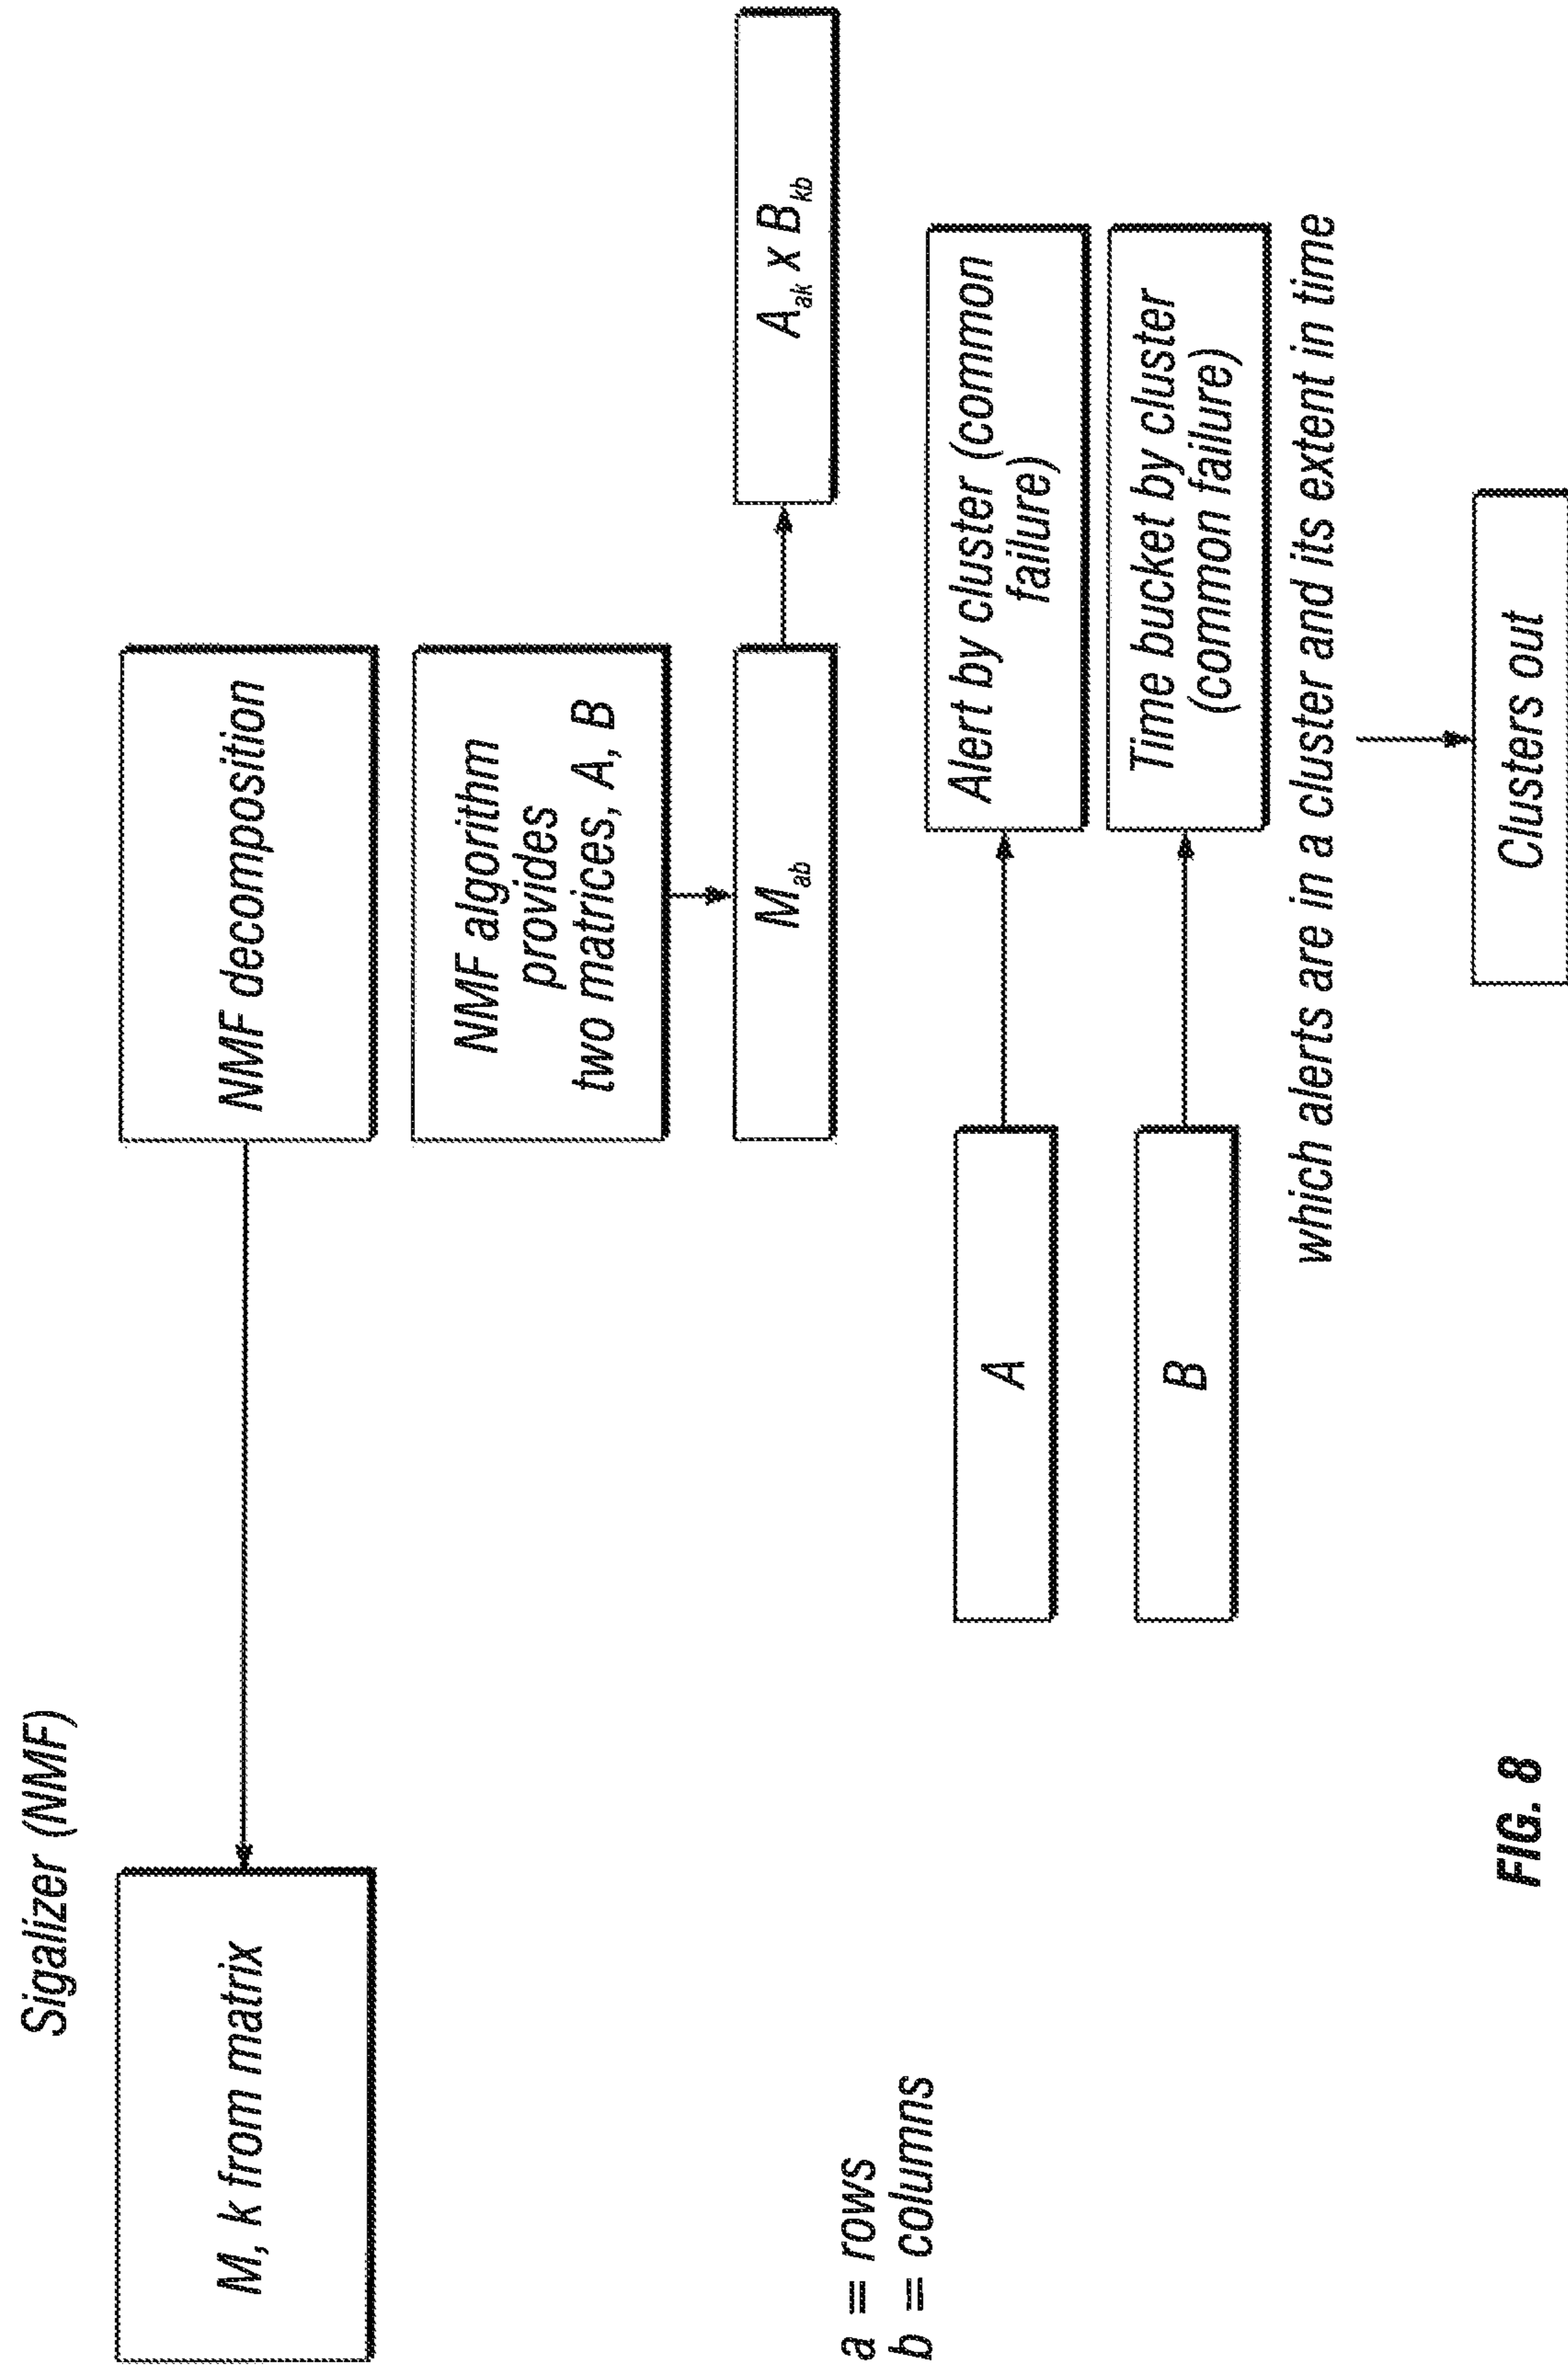 Sigalizer (NMF)
M, k from matrix
NMF decomposition
NMF algorithm
provides
two matrices, A, B
M_ab
A_ak x B_kb
a = rows
b = columns
A
Alert by cluster (common
failure)
B
Time bucket by cluster
(common failure)
which alerts are in a cluster and its extent in time
Clusters out
FIG. 8